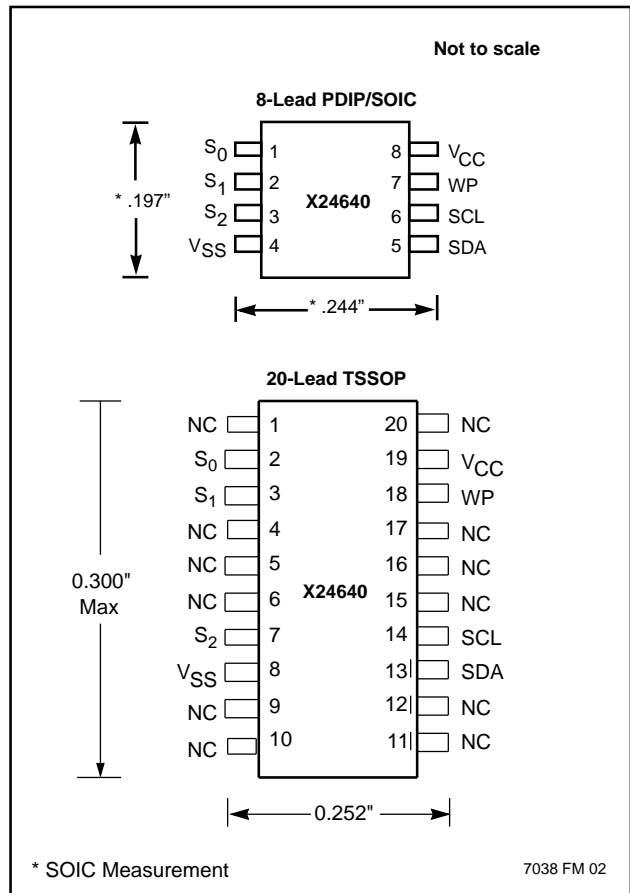 Not to scale
8-Lead PDIP/SOIC
S0 1 8 VCC
S1 2 7 WP
* .197" X24640
S2 3 6 SCL
VSS 4 5 SDA
* .244"
20-Lead TSSOP
NC 1 20 NC
S0 2 19 VCC
S1 3 18 WP
NC 4 17 NC
NC 5 16 NC
0.300" Max
NC 6 X24640 15 NC
S2 7 14 SCL
VSS 8 13 SDA
NC 9 12 NC
NC 10 11 NC
0.252"
* SOIC Measurement 7038 FM 02